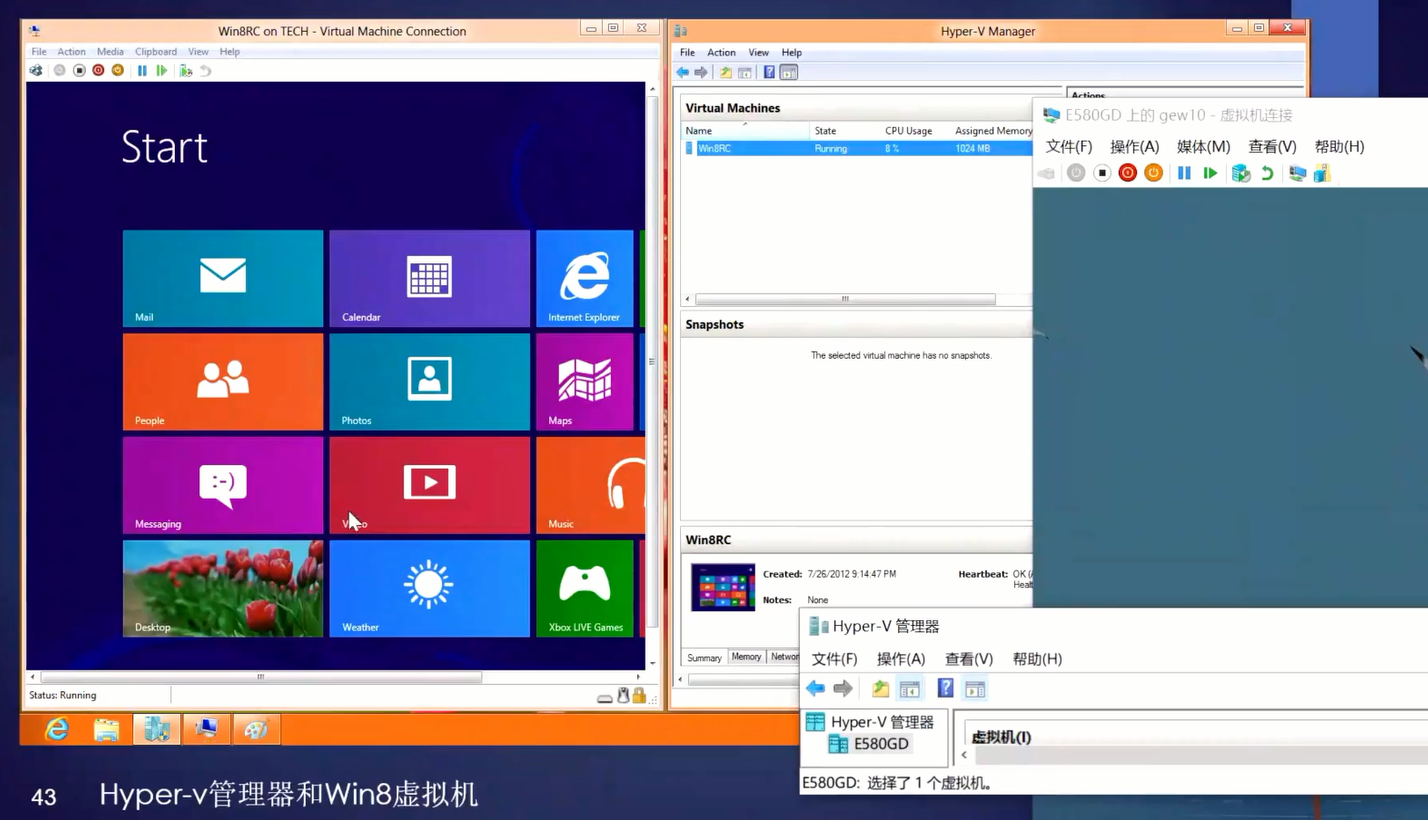 Win8RC on TECH - Virtual Machine Connection
File Action Media Clipboard View Help
Start
Mail
Calendar
Internet Explorer
People
Photos
Maps
Messaging
Music
Desktop
Weather
Xbox LIVE Games
Status: Running
Hyper-V Manager
File Action View Help
Virtual Machines
Name State CPU Usage Assigned Memory
Win8RC Running 8 % 1024 MB
Snapshots
The selected virtual machine has no snapshots.
Win8RC
Created: 7/26/2012 9:14:47 PM Heartbeat: OK
Notes: None
Summary Memory
Actions
E580GD 上的 gew10 - 虚拟机连接
文件(F) 操作(A) 媒体(M) 查看(V) 帮助(H)
Hyper-V 管理器
文件(F) 操作(A) 查看(V) 帮助(H)
Hyper-V 管理器
E580GD
虚拟机(I)
E580GD: 选择了 1 个虚拟机。
43 Hyper-v管理器和Win8虚拟机